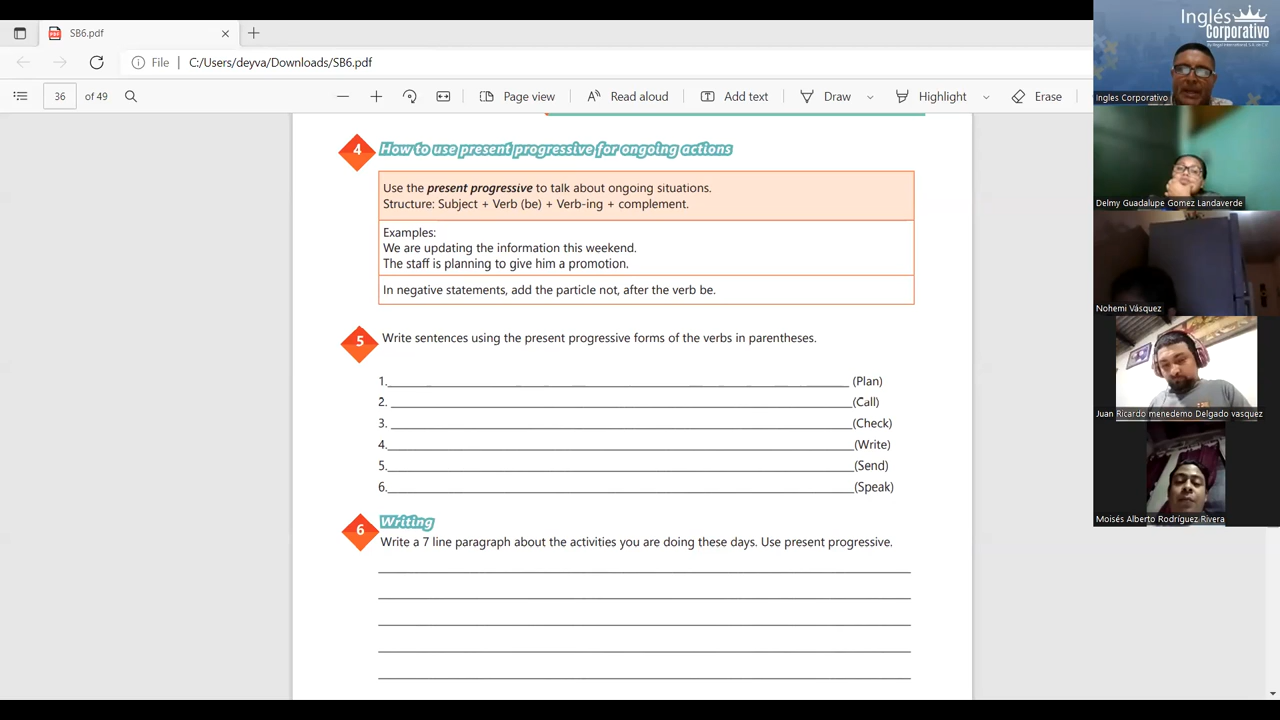 SB6.pdf
File
C:/Users/deyva/Downloads/SB6.pdf
36 of 49
Page view
Read aloud
Add text
Draw
Highlight
Erase
4
How to use present progressive for ongoing actions
Use the present progressive to talk about ongoing situations.
Structure: Subject + Verb (be) + Verb-ing + complement.
Examples:
We are updating the information this weekend.
The staff is planning to give him a promotion.
In negative statements, add the particle not, after the verb be.
5
Write sentences using the present progressive forms of the verbs in parentheses.
1. (Plan)
2. (Call)
3. (Check)
4. (Write)
5. (Send)
6. (Speak)
6
Writing
Write a 7 line paragraph about the activities you are doing these days. Use present progressive.
Inglés
Corporativo
Ingles Corporativo
Delmy Guadalupe Gomez Landaverde
Nohemi Vásquez
Juan Ricardo menedemo Delgado vasquez
Moisés Alberto Rodríguez Rivera